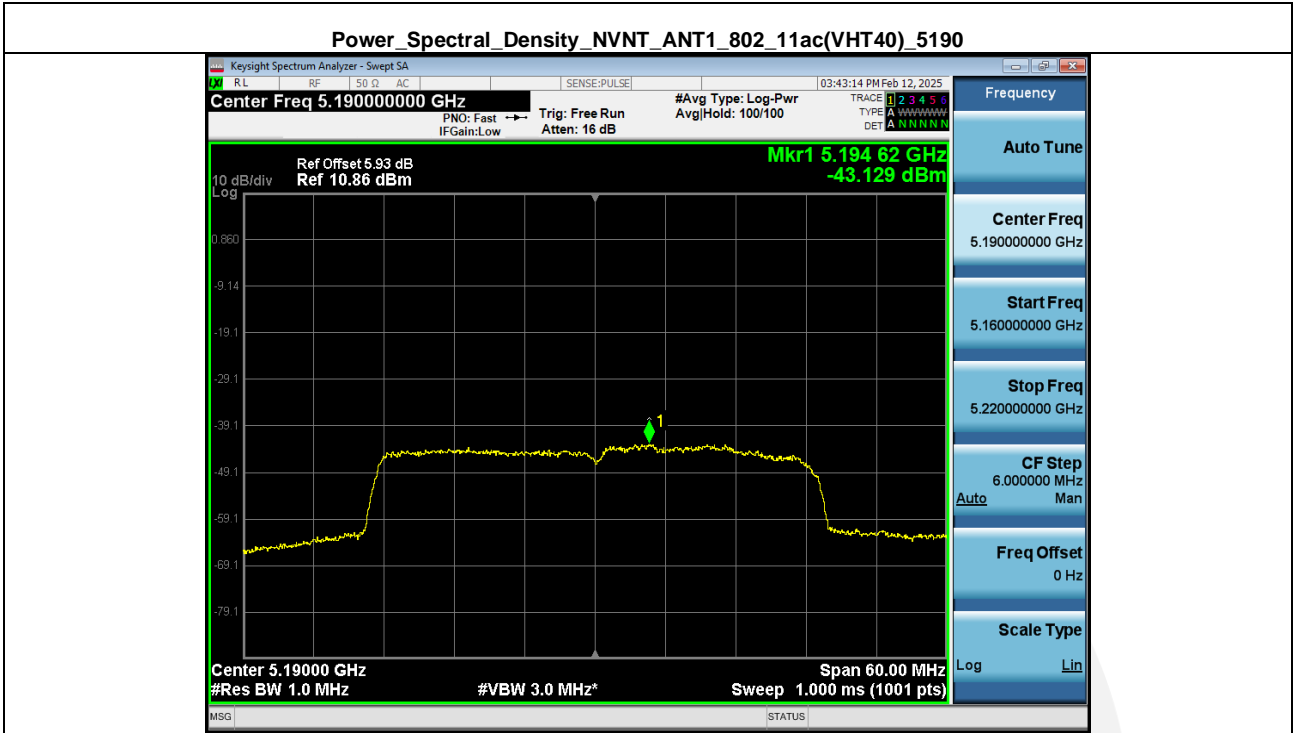 Power_Spectral_Density_NVNT_ANT1_802_11ac(VHT40)_5190
Keysight Spectrum Analyzer - Swept SA
LXI RL RF 50 Ω AC SENSE:PULSE 03:43:14 PM Feb 12, 2025
Center Freq 5.190000000 GHz
PNO: Fast
IFGain:Low
Trig: Free Run
Atten: 16 dB
#Avg Type: Log-Pwr
Avg|Hold: 100/100
TRACE 1 2 3 4 5 6
TYPE A WWWWW
DET A N N N N N
Mkr1 5.194 62 GHz
-43.129 dBm
Ref Offset 5.93 dB
10 dB/div Ref 10.86 dBm
Log
0.860
-9.14
-19.1
-29.1
-39.1
-49.1
-59.1
-69.1
-79.1
1
Center 5.19000 GHz Span 60.00 MHz
#Res BW 1.0 MHz #VBW 3.0 MHz* Sweep 1.000 ms (1001 pts)
MSG STATUS
Frequency
Auto Tune
Center Freq
5.190000000 GHz
Start Freq
5.160000000 GHz
Stop Freq
5.220000000 GHz
CF Step
6.000000 MHz
Auto Man
Freq Offset
0 Hz
Scale Type
Log Lin